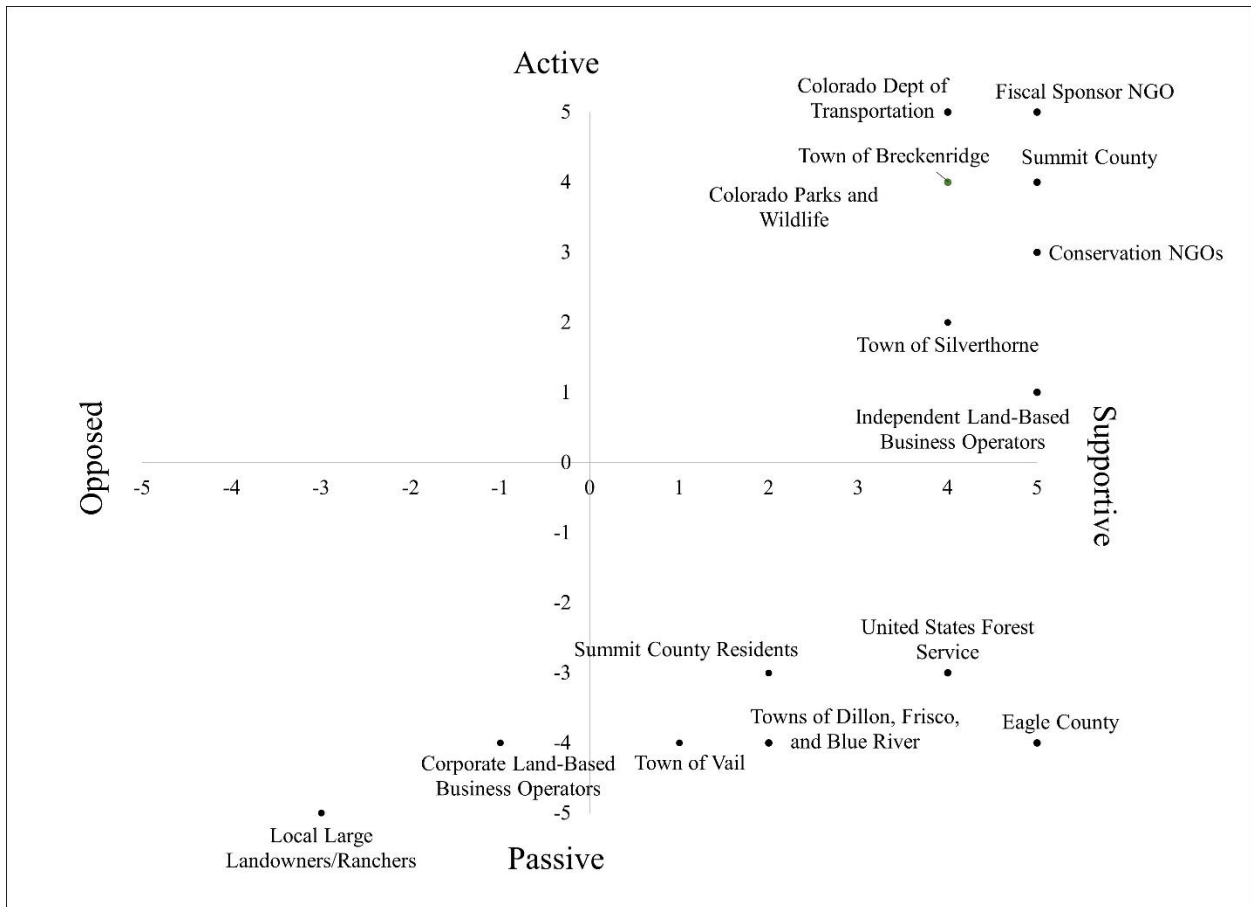 Active
Colorado Dept of
Transportation
Fiscal Sponsor NGO
5
Town of Breckenridge
Summit County
4
Colorado Parks and
Wildlife
3
Conservation NGOs
2
Town of Silverthorne
1
Independent Land-Based
Business Operators
Opposed
Supportive
0
-5 -4 -3 -2 -1 0 1 2 3 4 5
-1
-2
United States Forest
Service
Summit County Residents
-3
Towns of Dillon, Frisco,
and Blue River
Eagle County
-4
Corporate Land-Based
Business Operators
Town of Vail
-5
Local Large
Landowners/Ranchers
Passive